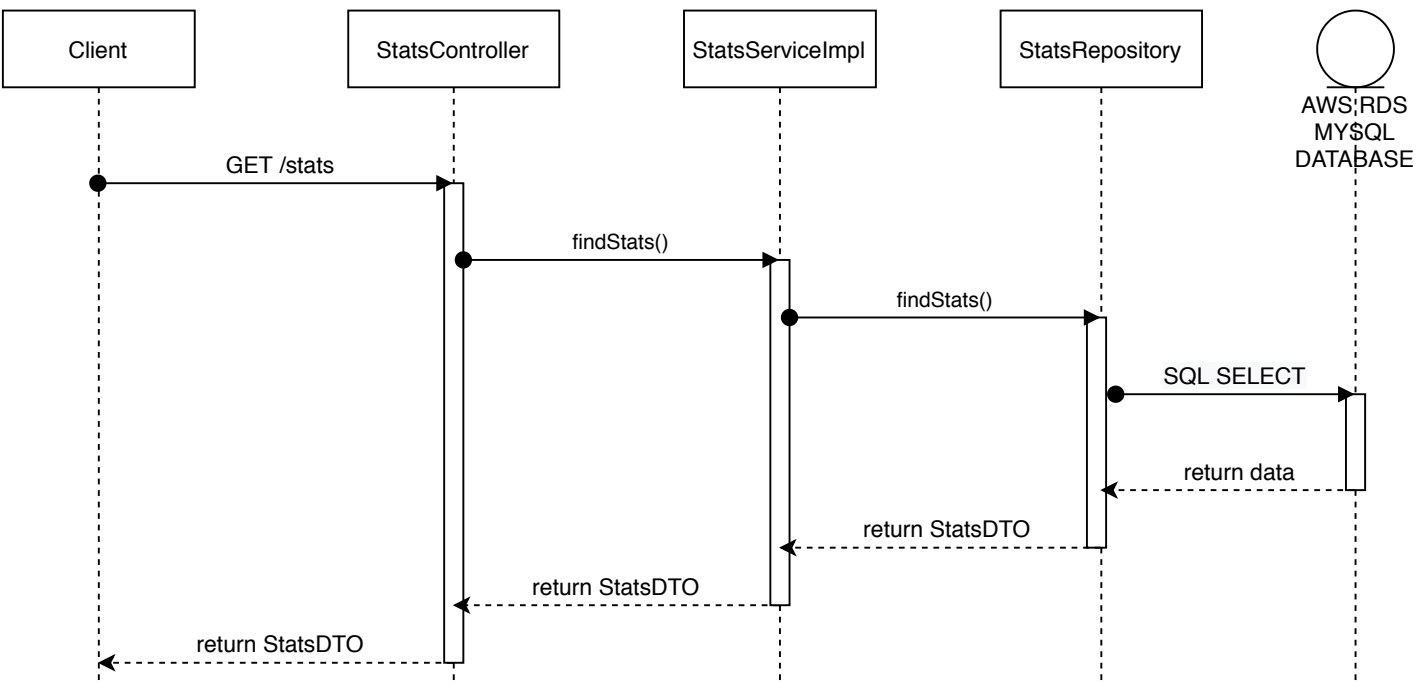 Client
StatsController
StatsServiceImpl
StatsRepository
AWS RDS
MYSQL
DATABASE
GET /stats
findStats()
findStats()
SQL SELECT
return data
return StatsDTO
return StatsDTO
return StatsDTO